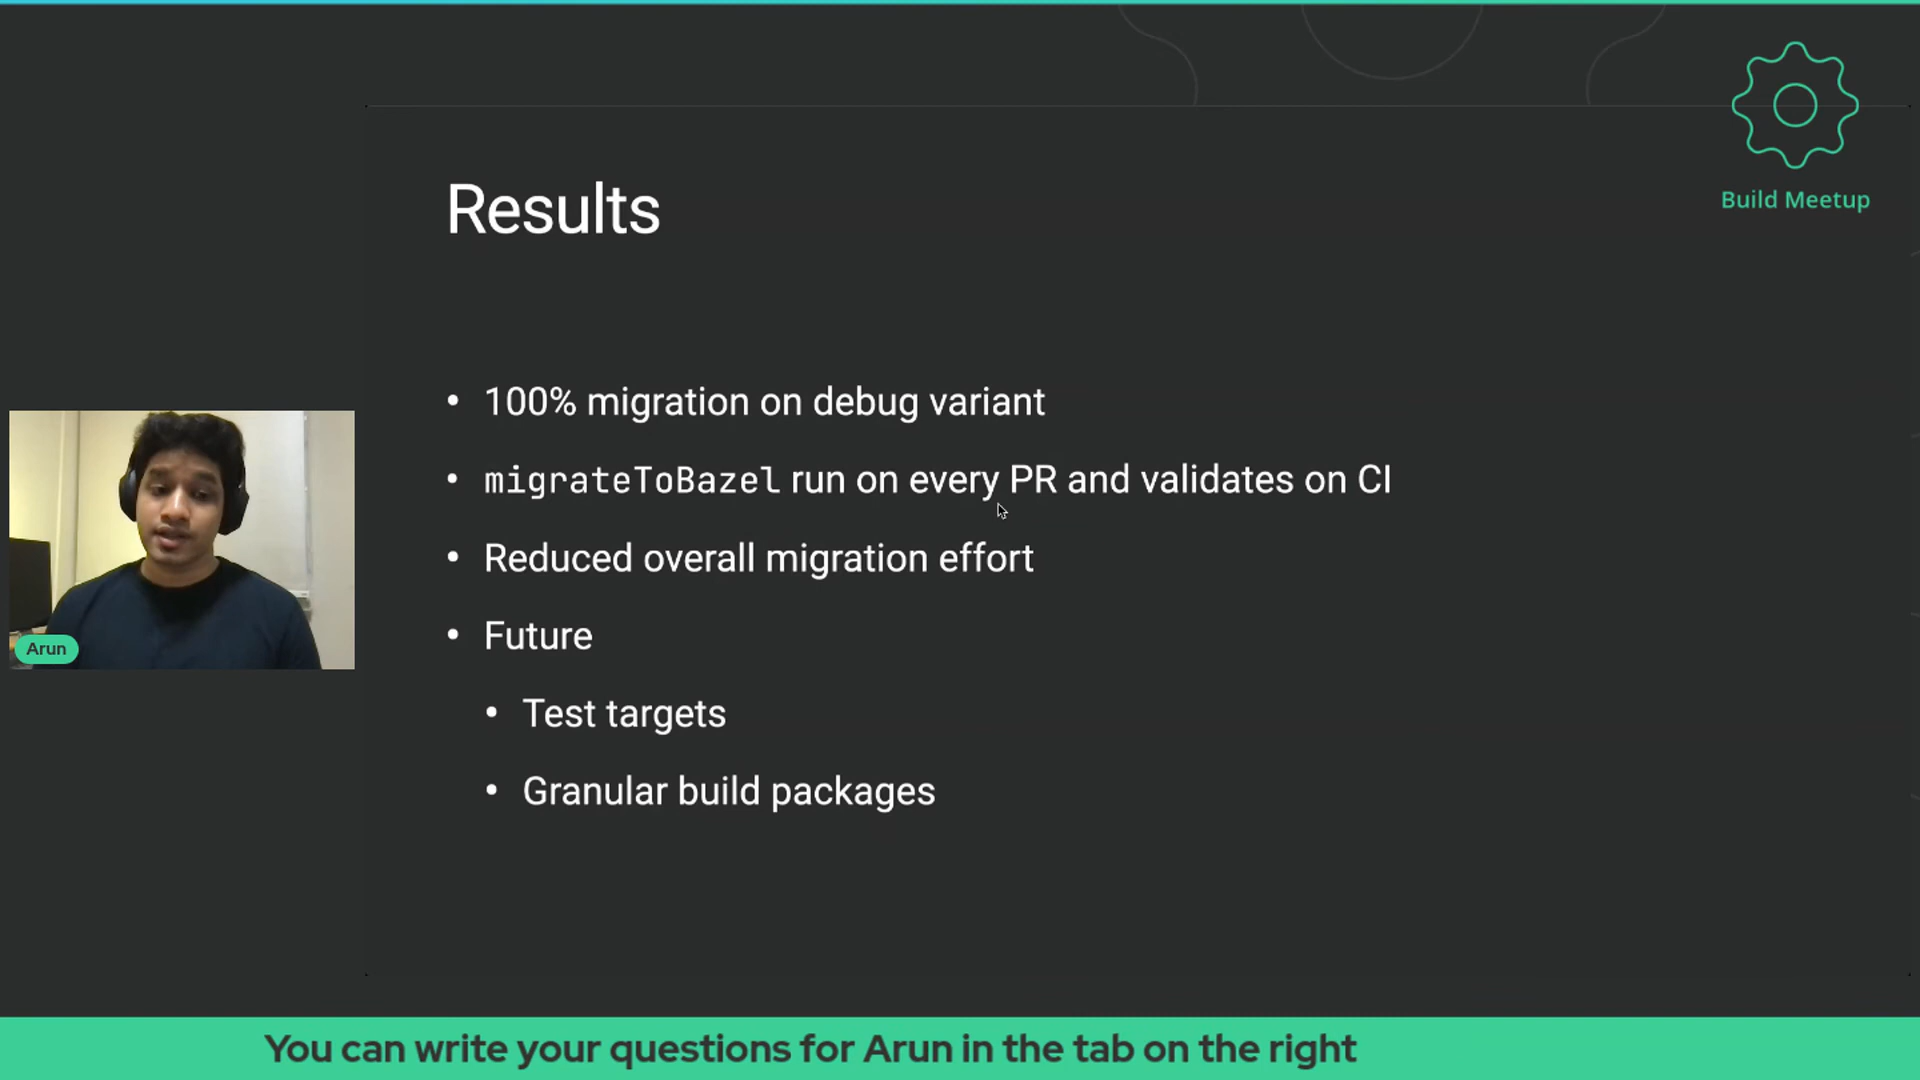 Build Meetup
Results
• 100% migration on debug variant
• migrateToBazel run on every PR and validates on CI
• Reduced overall migration effort
• Future
• Test targets
• Granular build packages
Arun
You can write your questions for Arun in the tab on the right